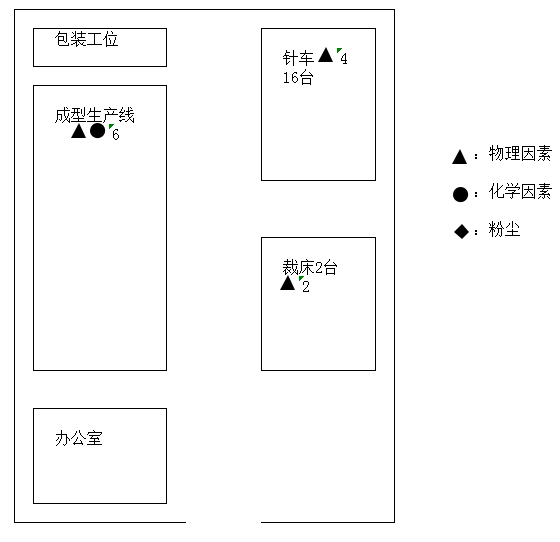 包装工位
成型生产线
▲●6
办公室
针车▲4
16台
裁床2台
▲2
▲：物理因素
●：化学因素
◆：粉尘